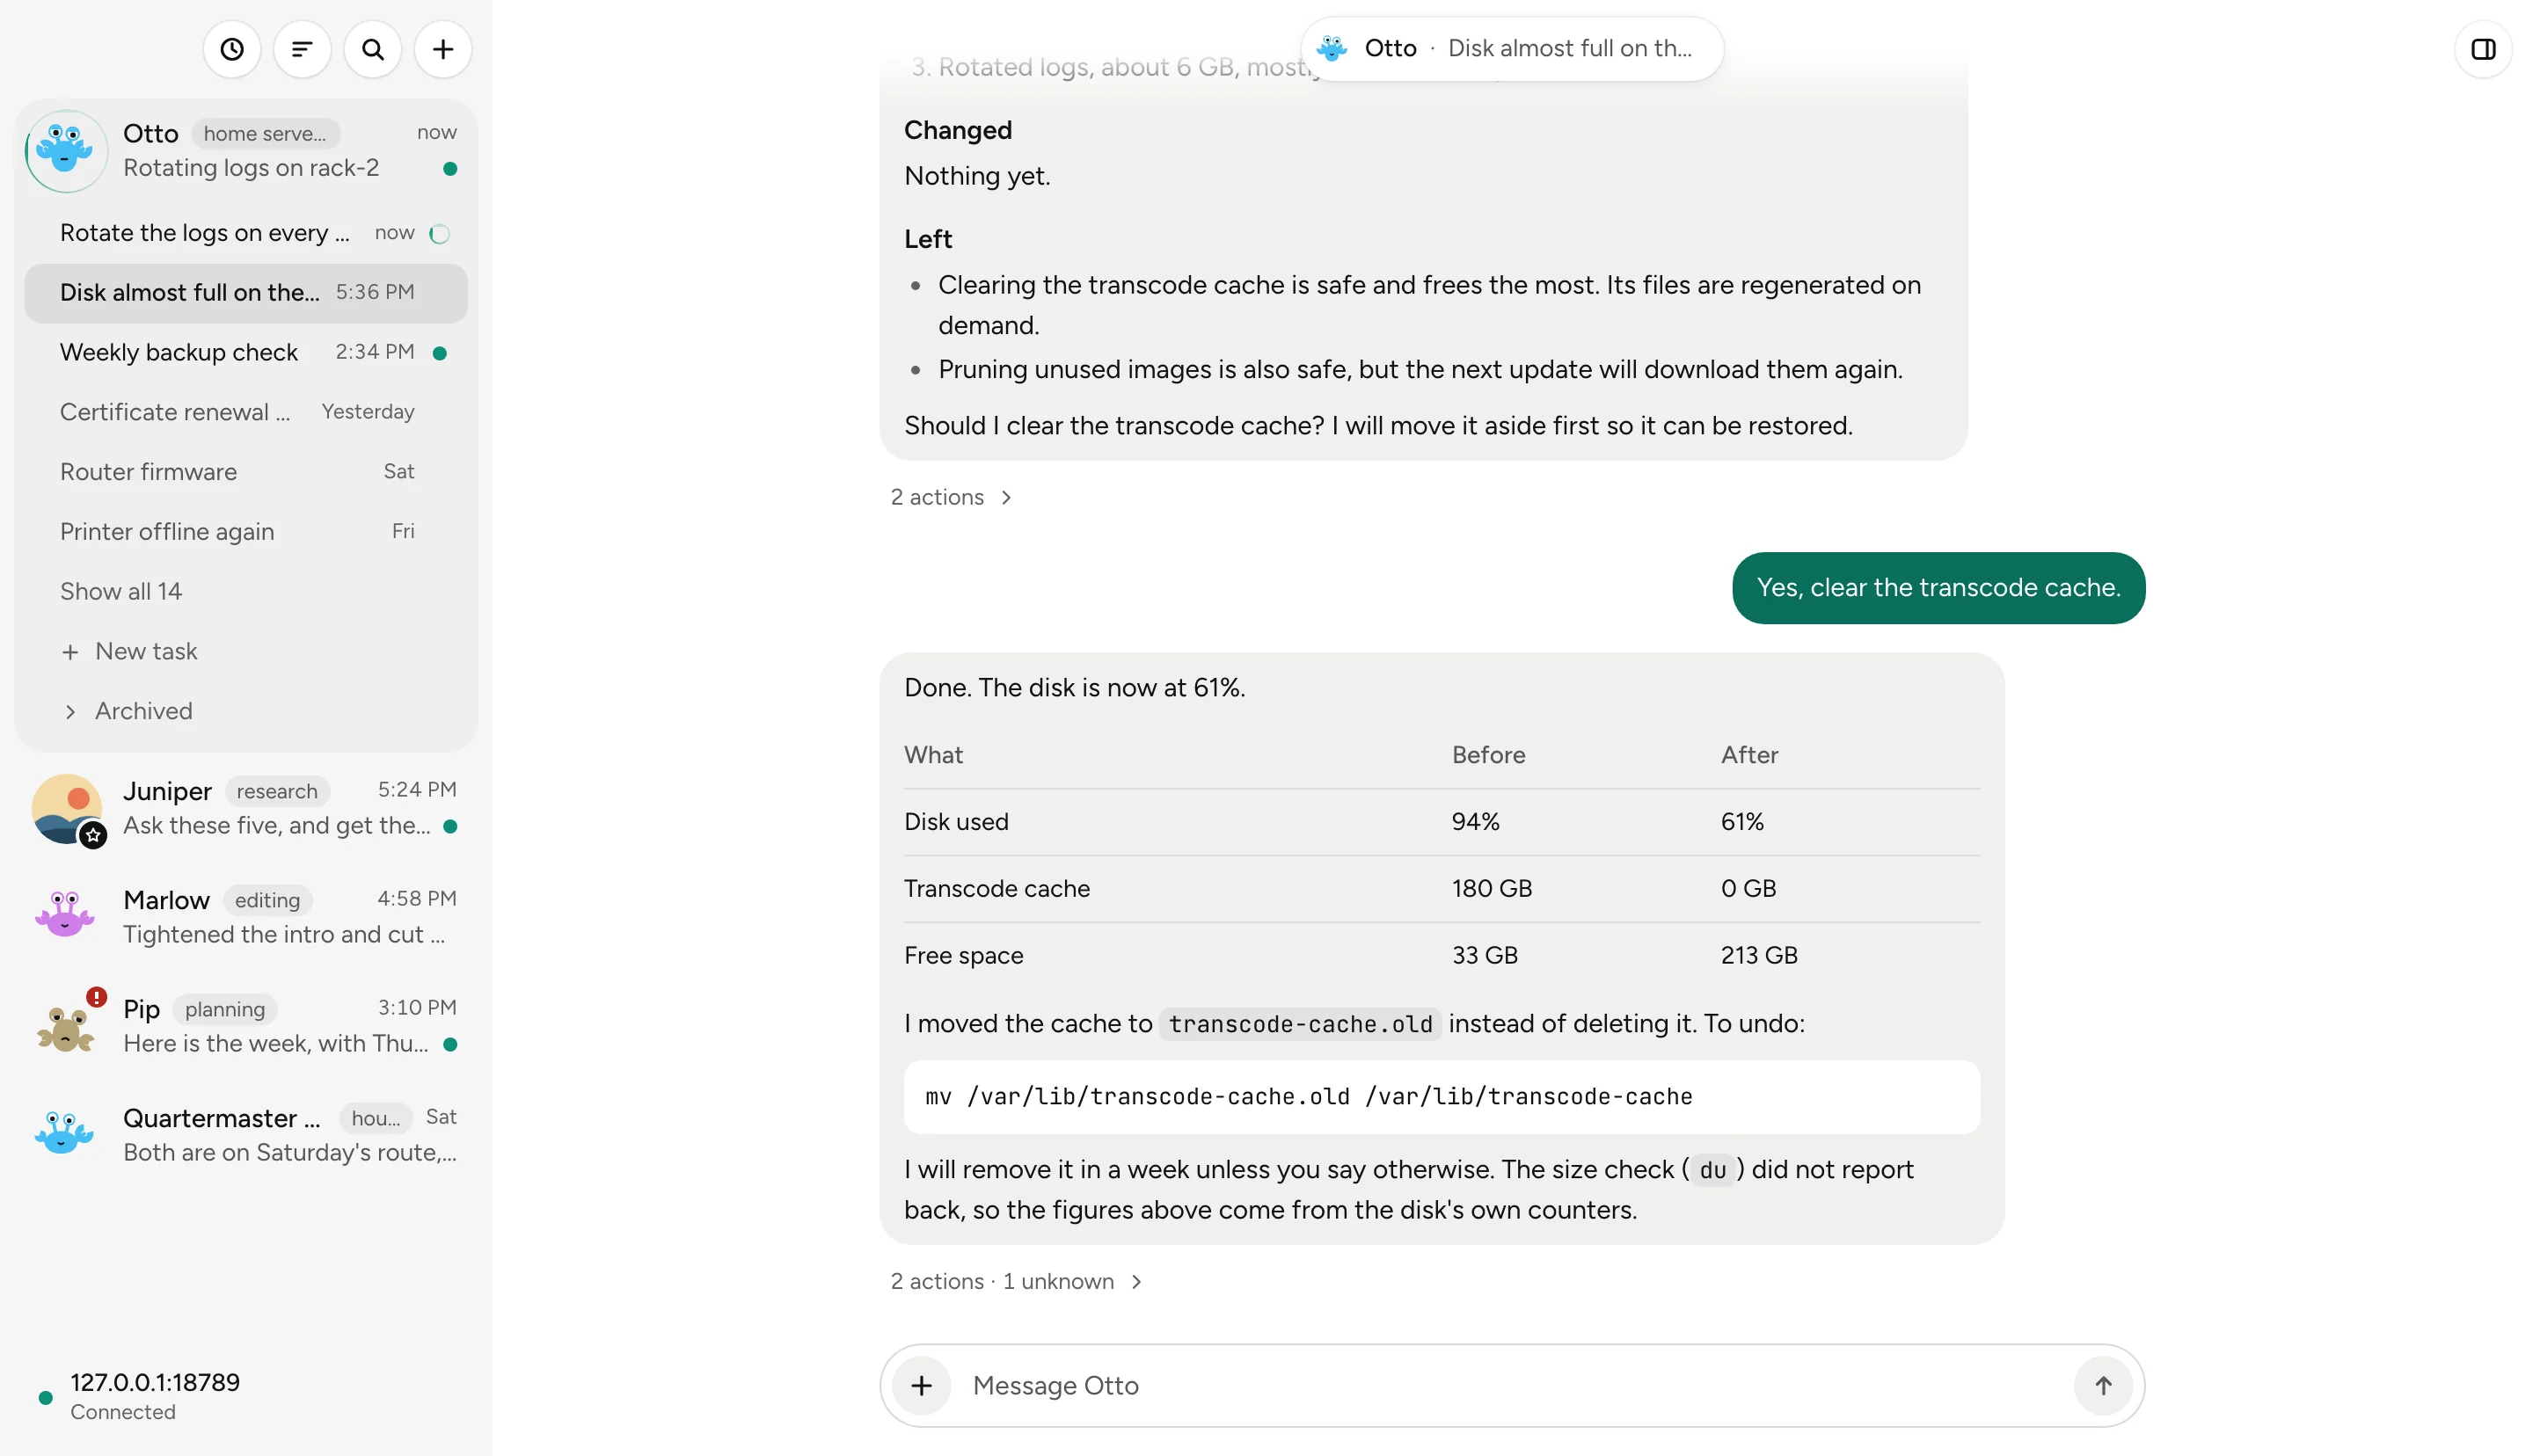 Otto home serve... now
Rotating logs on rack-2
Rotate the logs on every ... now
Disk almost full on the... 5:36 PM
Weekly backup check 2:34 PM
Certificate renewal ... Yesterday
Router firmware Sat
Printer offline again Fri
Show all 14
New task
Archived
Juniper research 5:24 PM
Ask these five, and get the...
Marlow editing 4:58 PM
Tightened the intro and cut ...
Pip planning 3:10 PM
Here is the week, with Thu...
Quartermaster ... hou... Sat
Both are on Saturday's route,...
127.0.0.1:18789
Connected
Otto · Disk almost full on th...
3. Rotated logs, about 6 GB, mostly
Changed
Nothing yet.
Left
• Clearing the transcode cache is safe and frees the most. Its files are regenerated on
demand.
• Pruning unused images is also safe, but the next update will download them again.
Should I clear the transcode cache? I will move it aside first so it can be restored.
2 actions
Yes, clear the transcode cache.
Done. The disk is now at 61%.
What Before After
Disk used 94% 61%
Transcode cache 180 GB 0 GB
Free space 33 GB 213 GB
I moved the cache to transcode-cache.old instead of deleting it. To undo:
mv /var/lib/transcode-cache.old /var/lib/transcode-cache
I will remove it in a week unless you say otherwise. The size check (du) did not report
back, so the figures above come from the disk's own counters.
2 actions · 1 unknown
Message Otto